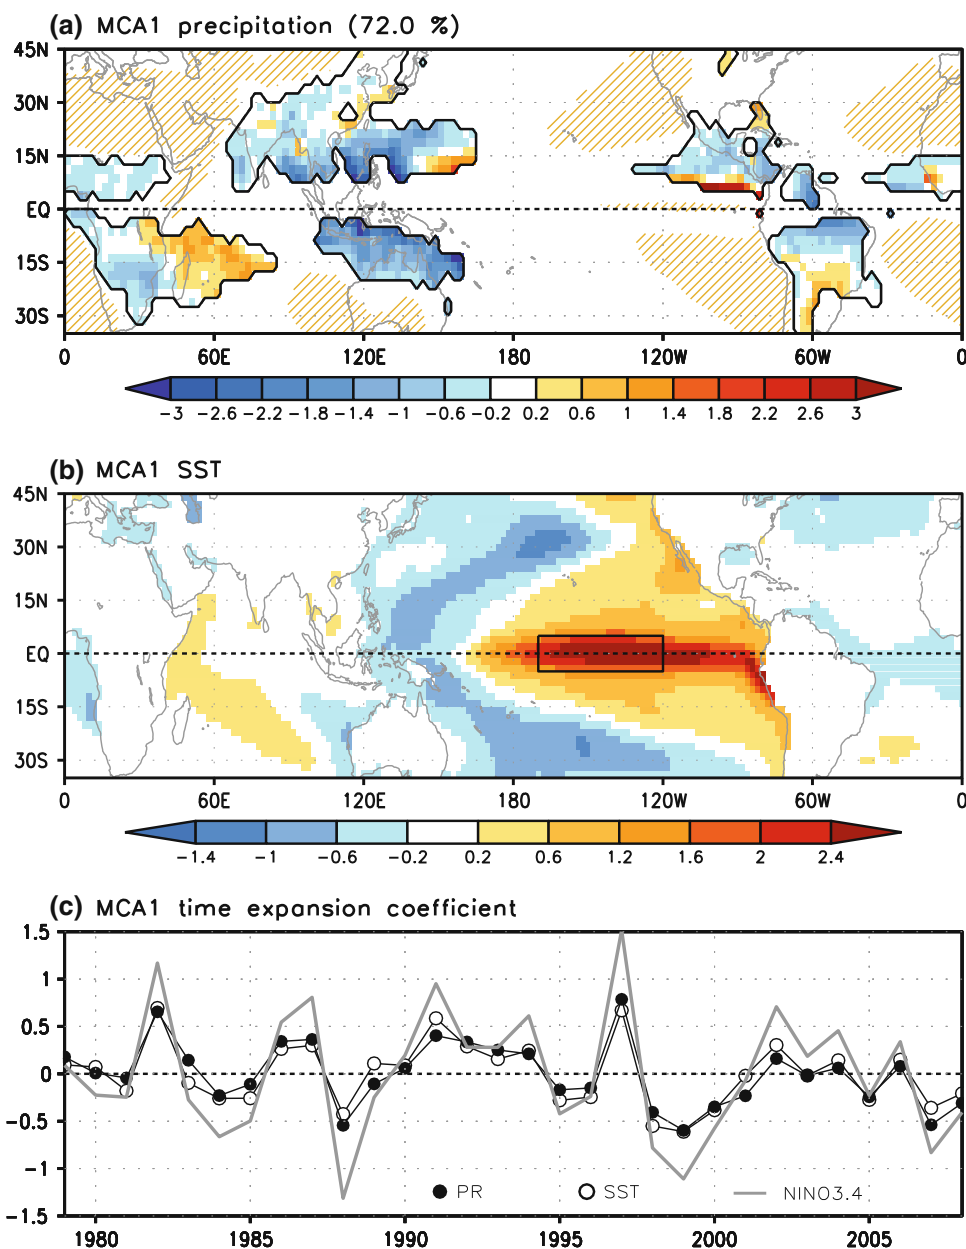 (a) MCA1 precipitation (72.0 %)
45N
30N
15N
EQ
15S
30S
0 60E 120E 180 120W 60W 0
-3 -2.6 -2.2 -1.8 -1.4 -1 -0.6 -0.2 0.2 0.6 1 1.4 1.8 2.2 2.6 3
(b) MCA1 SST
45N
30N
15N
EQ
15S
30S
0 60E 120E 180 120W 60W 0
-1.4 -1 -0.6 -0.2 0.2 0.6 1.2 1.6 2 2.4
(c) MCA1 time expansion coefficient
1.5
1
0.5
0
-0.5
-1
-1.5
PR SST NINO3.4
1980 1985 1990 1995 2000 2005